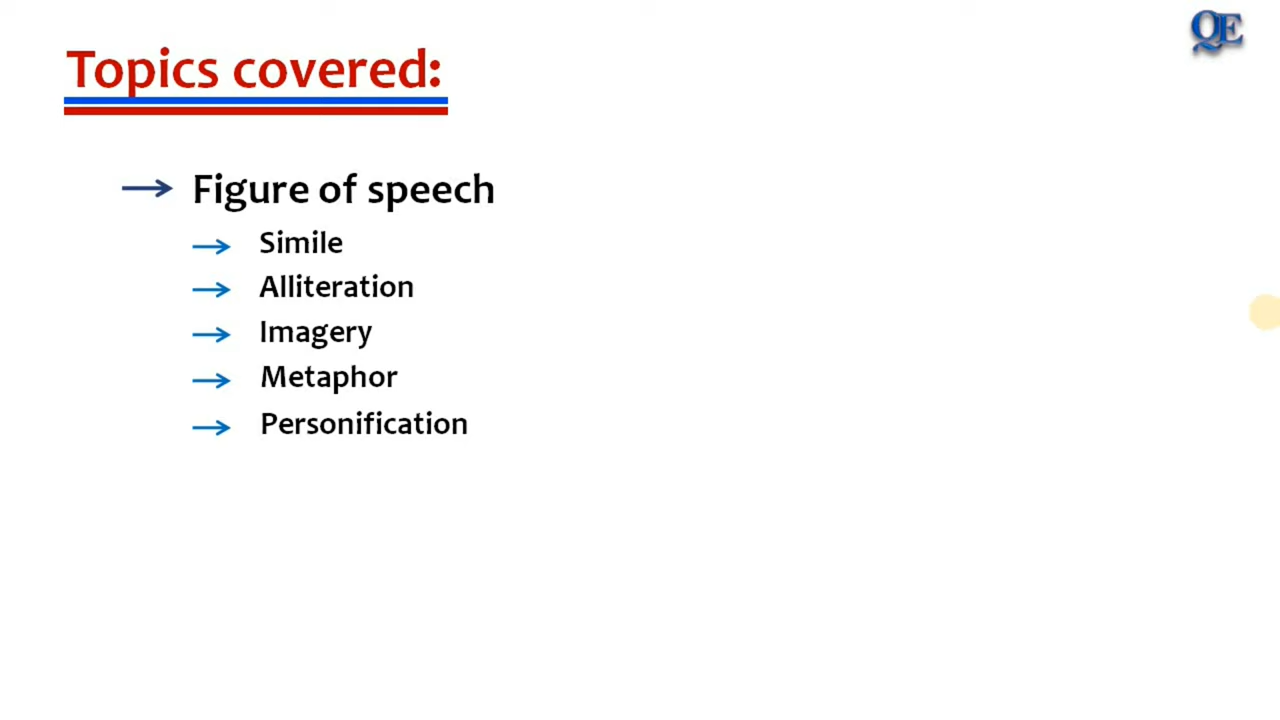 QE
Topics covered:
Figure of speech
Simile
Alliteration
Imagery
Metaphor
Personification